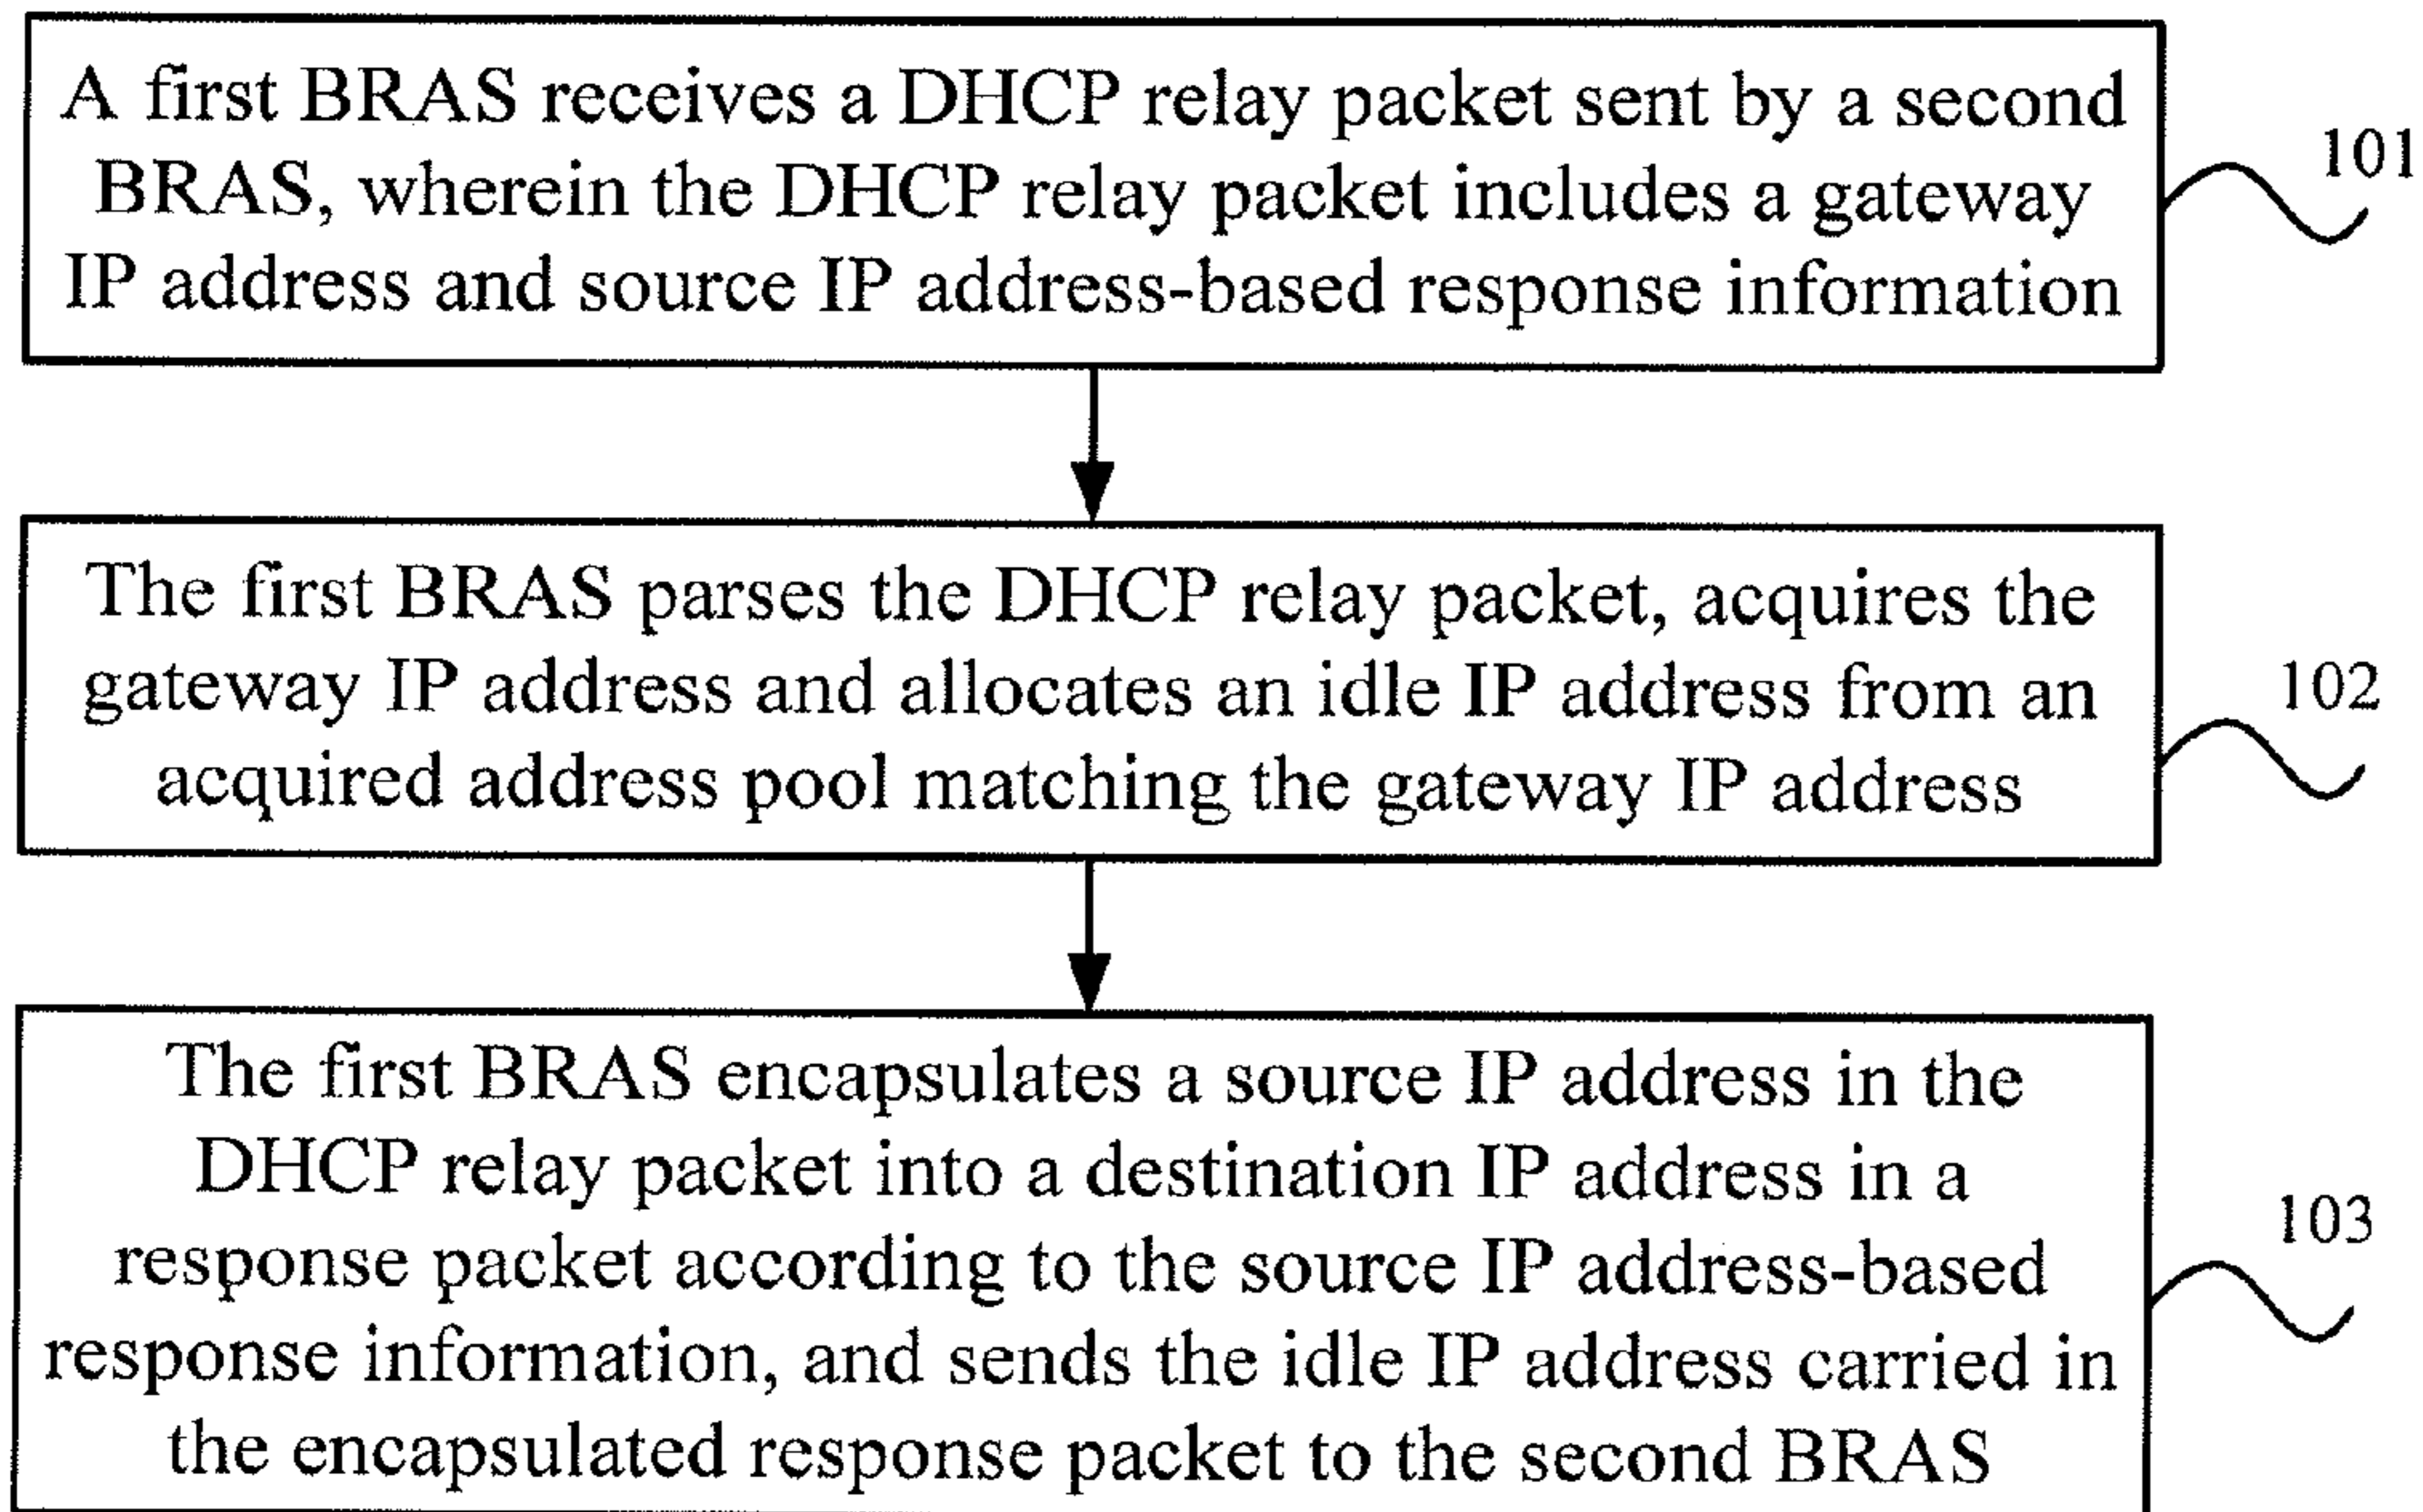 A first BRAS receives a DHCP relay packet sent by a second
BRAS, wherein the DHCP relay packet includes a gateway
IP address and source IP address-based response information
101
The first BRAS parses the DHCP relay packet, acquires the
gateway IP address and allocates an idle IP address from an
acquired address pool matching the gateway IP address
102
The first BRAS encapsulates a source IP address in the
DHCP relay packet into a destination IP address in a
response packet according to the source IP address-based
response information, and sends the idle IP address carried in
the encapsulated response packet to the second BRAS
103